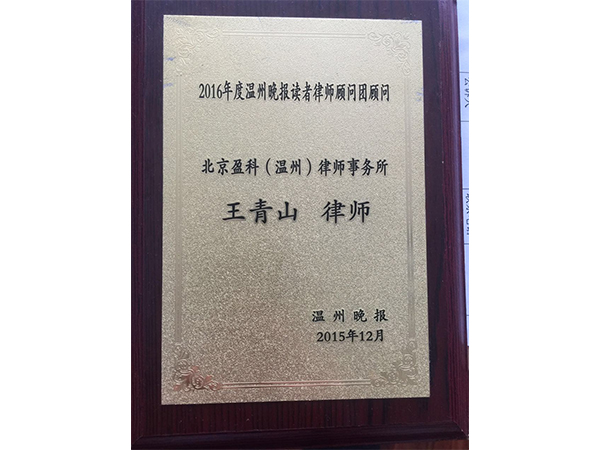 2016年度温州晚报读者律师顾问团顾问
北京盈科（温州）律师事务所
王青山 律师
温州晚报
2015年12月